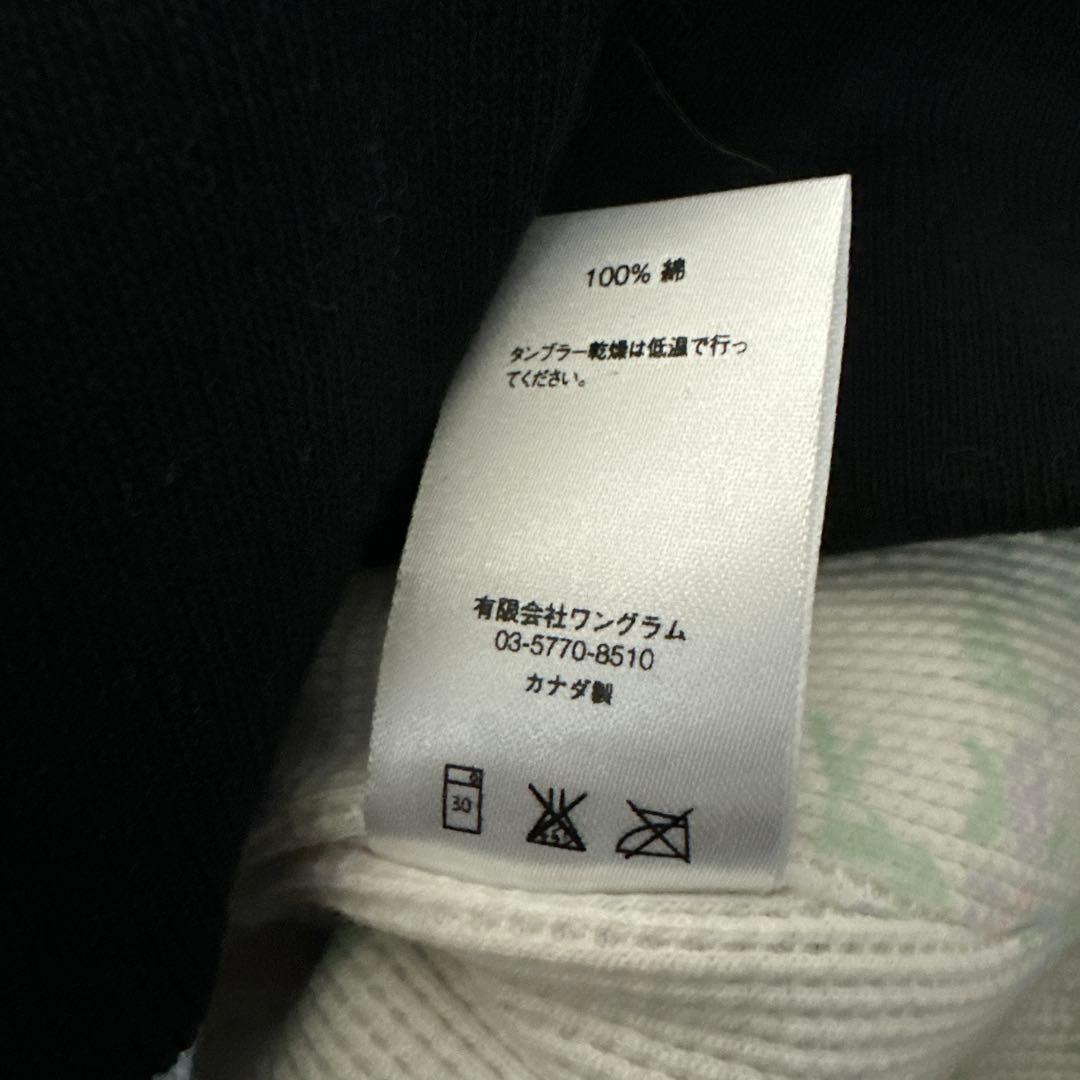 100% 綿
タンブラー乾燥は低温で行っ
てください。
有限会社ワングラム
03-5770-8510
カナダ製
30